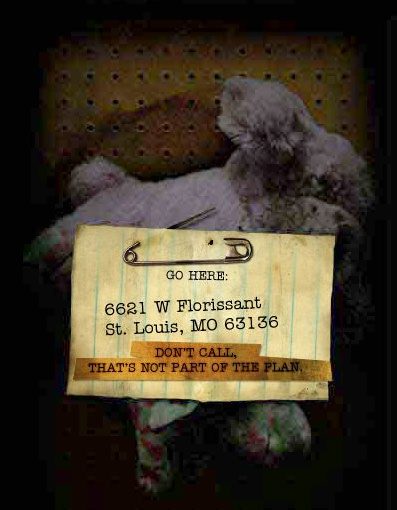 GO HERE:
6621 W Florissant
St. Louis, MO 63136
DON'T CALL,
THAT'S NOT PART OF THE PLAN.